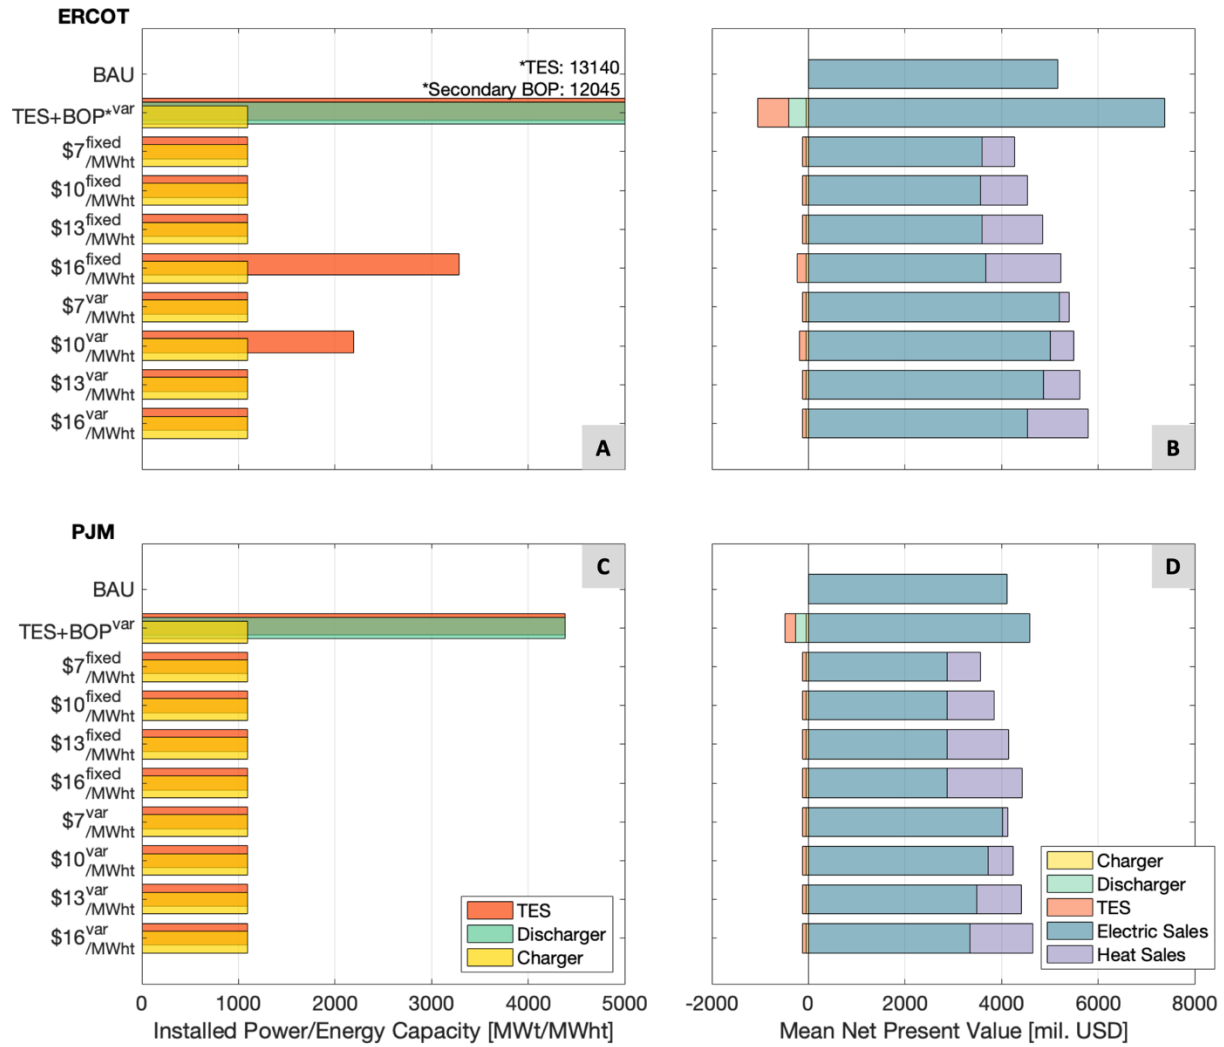 ERCOT
BAU
TES+BOP*var
$7fixed
/MWht
$10fixed
/MWht
$13fixed
/MWht
$16fixed
/MWht
$7var
/MWht
$10var
/MWht
$13var
/MWht
$16var
/MWht
*TES: 13140
*Secondary BOP: 12045
A
B
PJM
BAU
TES+BOPvar
$7fixed
/MWht
$10fixed
/MWht
$13fixed
/MWht
$16fixed
/MWht
$7var
/MWht
$10var
/MWht
$13var
/MWht
$16var
/MWht
C
TES
Discharger
Charger
0 1000 2000 3000 4000 5000
Installed Power/Energy Capacity [MWt/MWht]
D
Charger
Discharger
TES
Electric Sales
Heat Sales
-2000 0 2000 4000 6000 8000
Mean Net Present Value [mil. USD]